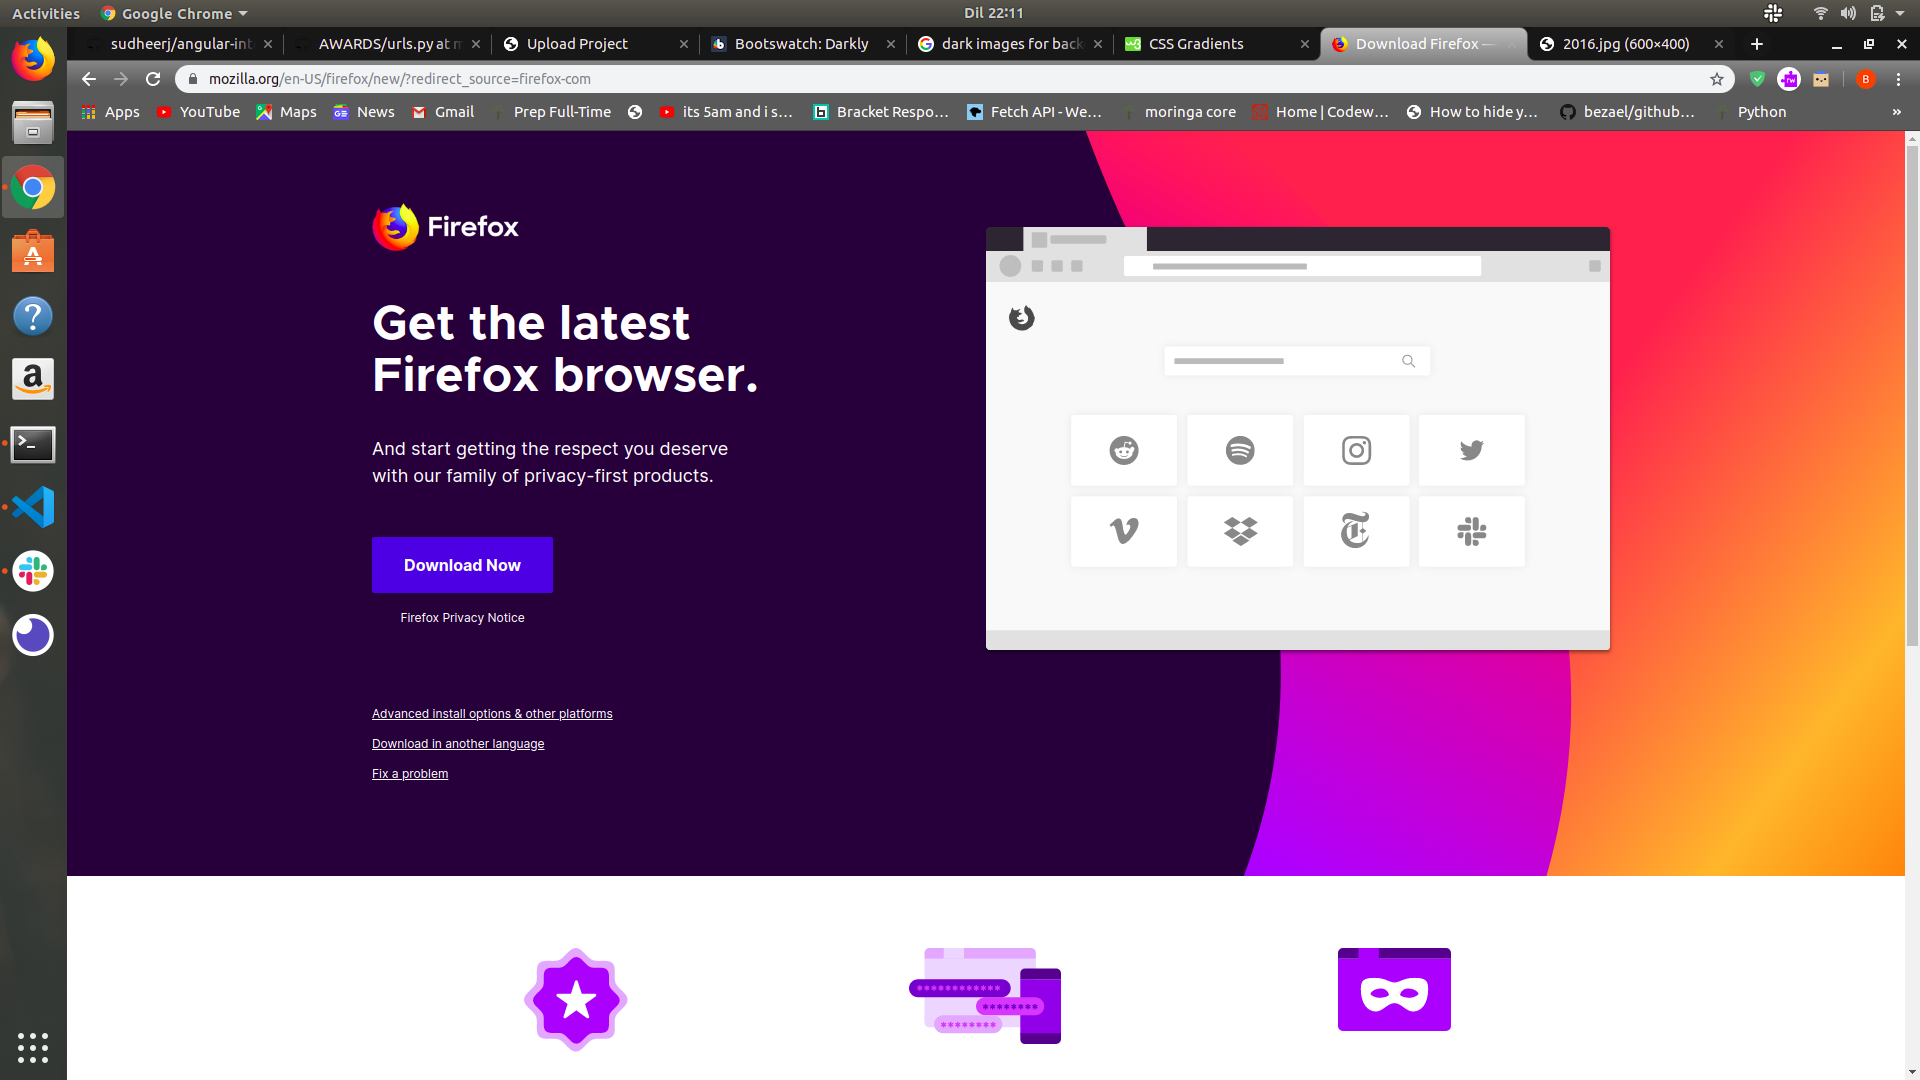 Activities
Google Chrome
Dil 22:11
sudheerj/angular-int
AWARDS/urls.py at m
Upload Project
Bootswatch: Darkly
dark images for back
CSS Gradients
Download Firefox —
2016.jpg (600×400)
mozilla.org/en-US/firefox/new/?redirect_source=firefox-com
B
Apps
YouTube
Maps
News
Gmail
Prep Full-Time
its 5am and i s…
Bracket Respo…
Fetch API - We…
moringa core
Home | Codew…
How to hide y…
bezael/github…
Python
»
Firefox
Get the latest
Firefox browser.
And start getting the respect you deserve
with our family of privacy-first products.
Download Now
Firefox Privacy Notice
Advanced install options & other platforms
Download in another language
Fix a problem